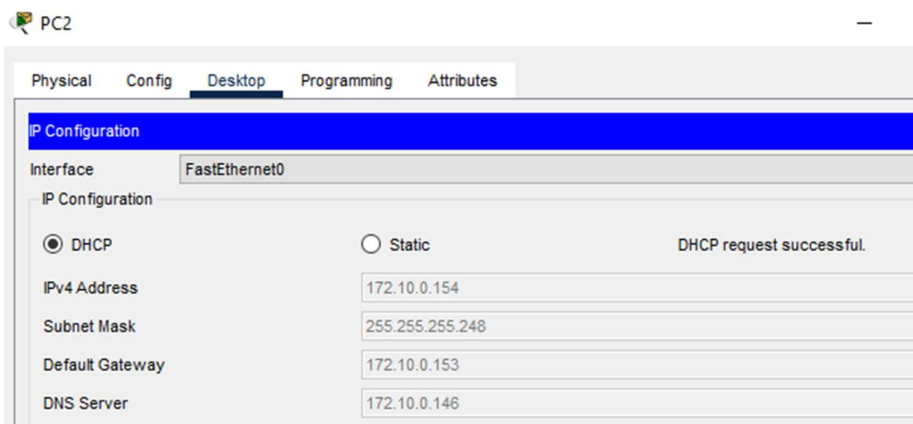 PC2
Physical Config Desktop Programming Attributes
IP Configuration
Interface FastEthernet0
IP Configuration
DHCP Static DHCP request successful.
IPv4 Address 172.10.0.154
Subnet Mask 255.255.255.248
Default Gateway 172.10.0.153
DNS Server 172.10.0.146